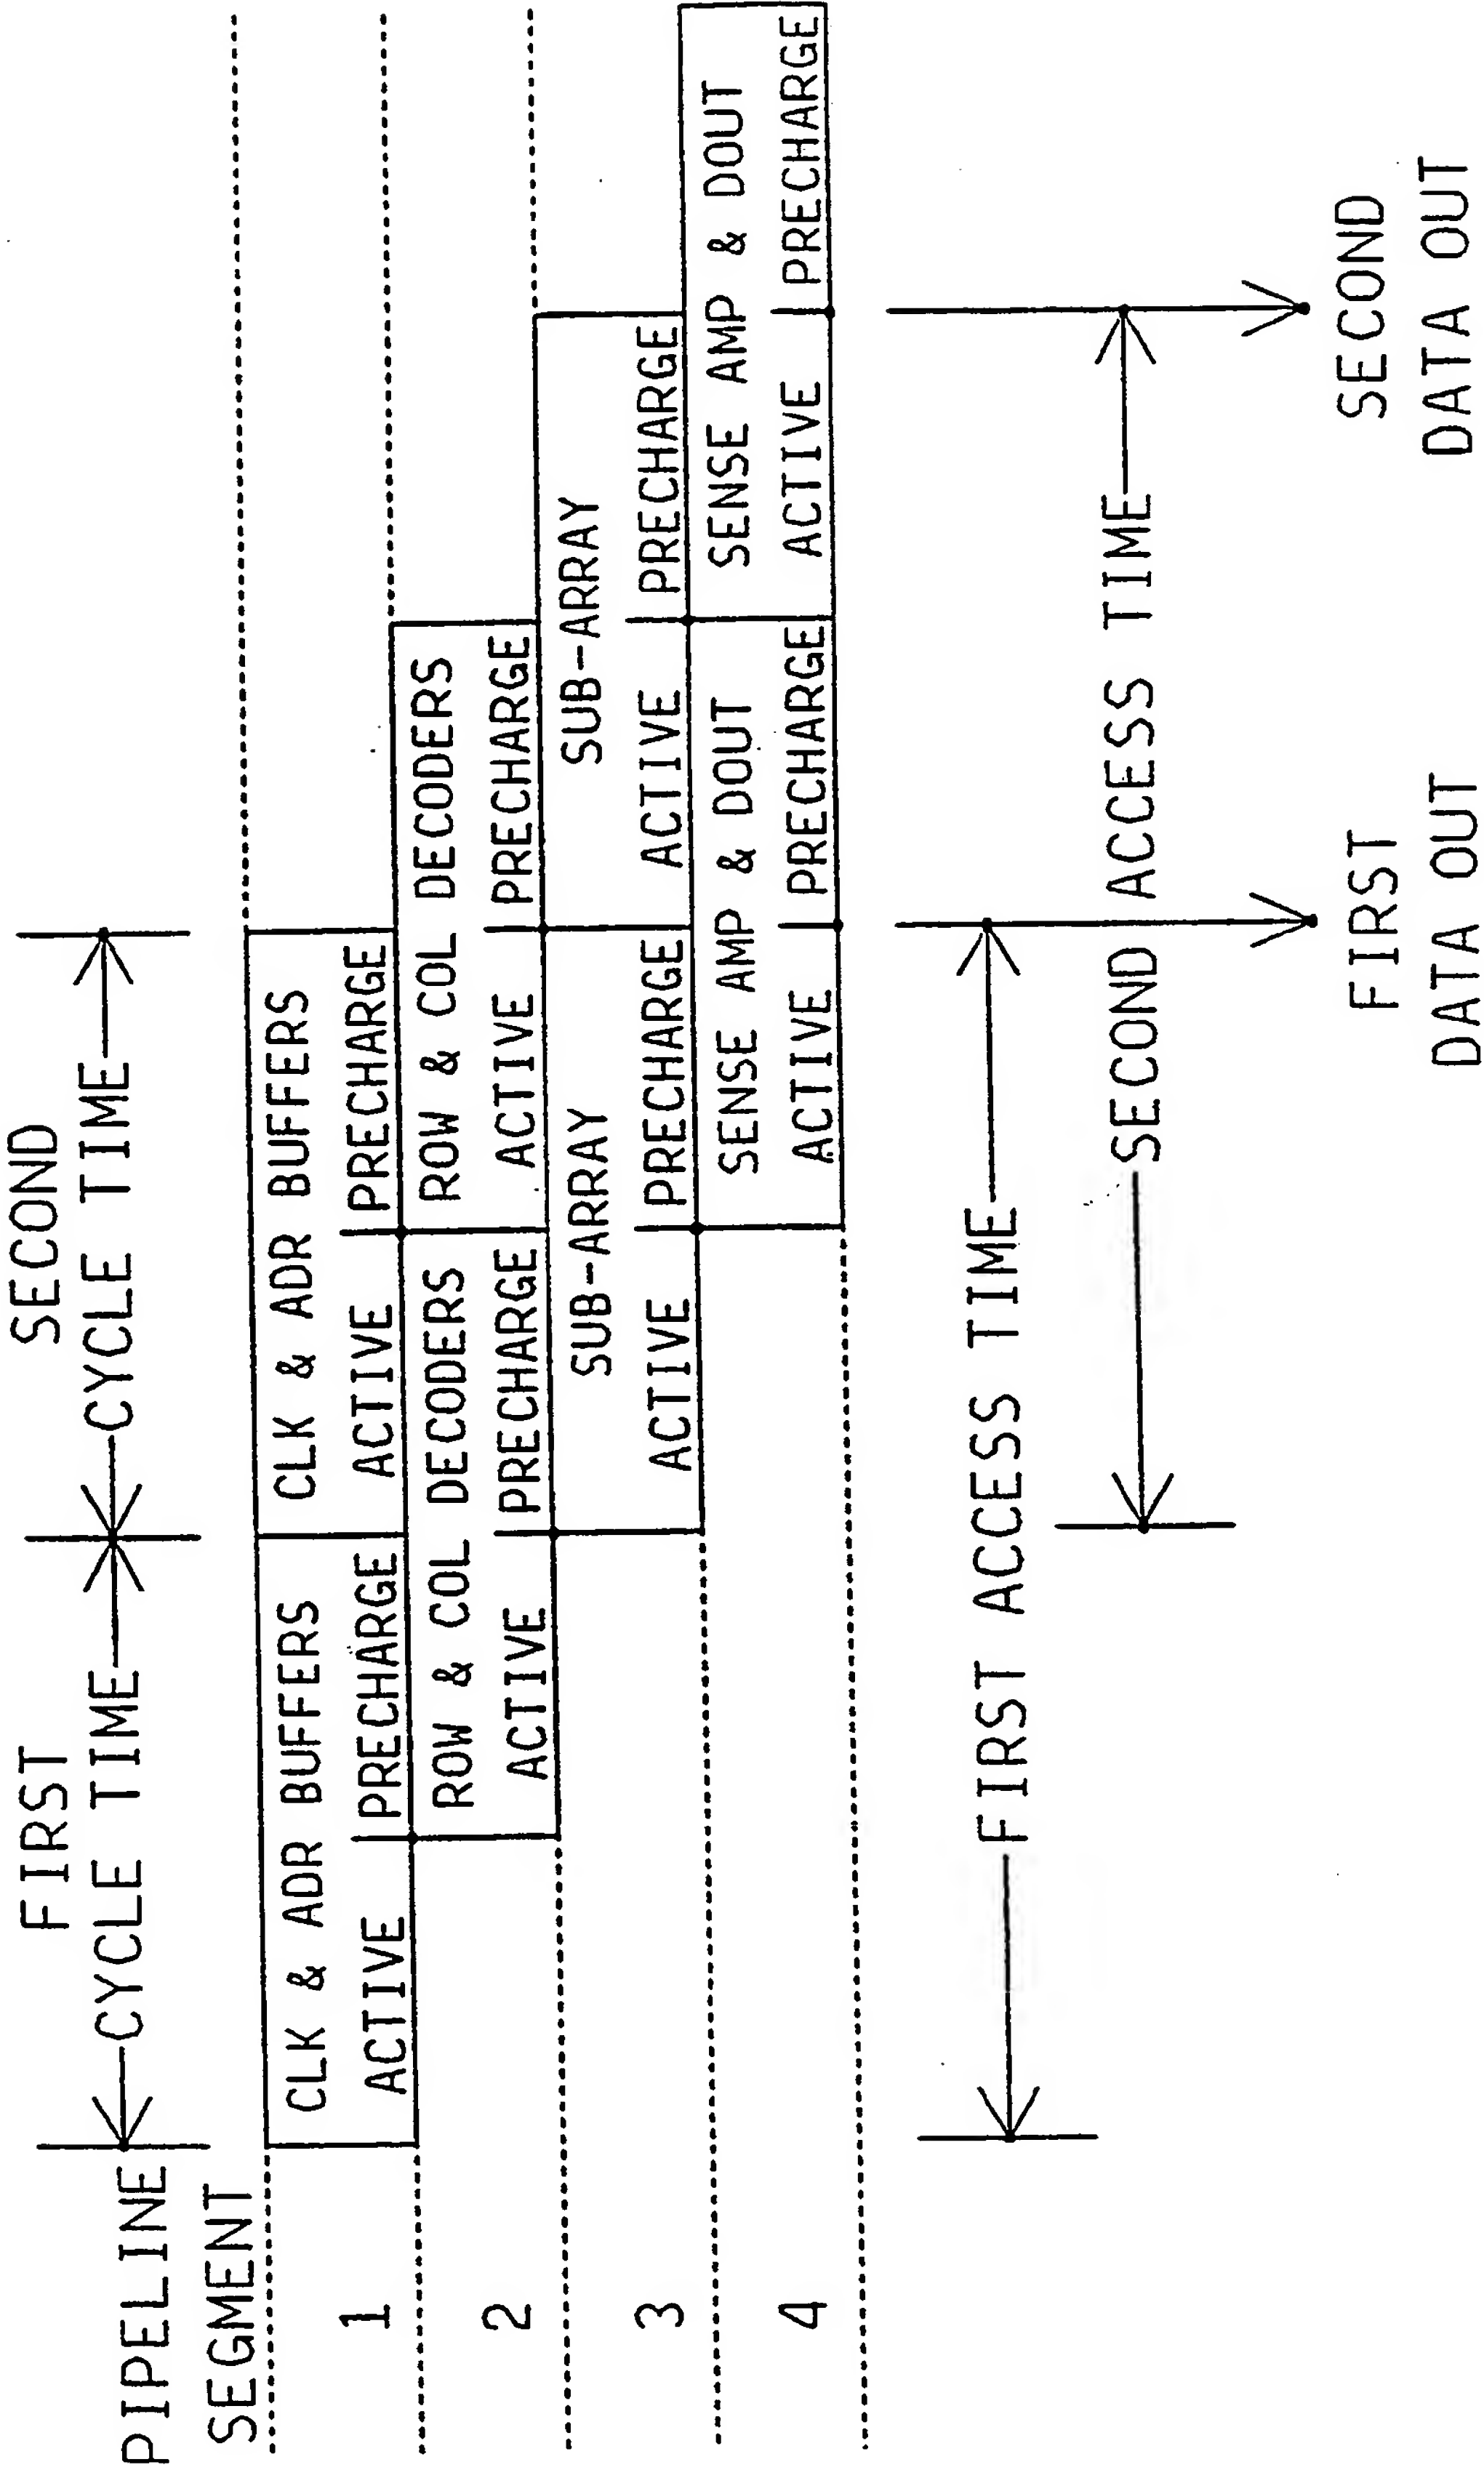 FIRST SECOND
CYCLE TIME CYCLE TIME
PIPELINE
SEGMENT
CLK & ADR BUFFERS CLK & ADR BUFFERS
1 ACTIVE PRECHARGE ACTIVE PRECHARGE
ROW & COL DECODERS ROW & COL DECODERS
2 ACTIVE PRECHARGE ACTIVE PRECHARGE
SUB-ARRAY SUB-ARRAY
3 ACTIVE PRECHARGE ACTIVE PRECHARGE
SENSE AMP & DOUT SENSE AMP & DOUT
4 ACTIVE PRECHARGE ACTIVE PRECHARGE
FIRST ACCESS TIME
SECOND ACCESS TIME
FIRST SECOND
DATA OUT DATA OUT